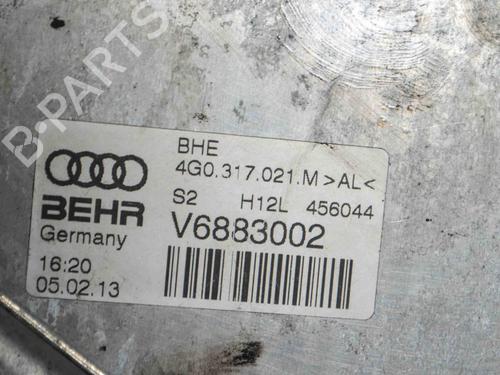 B-PARTS
BHE
4G0.317.021.M >AL<
S2 H12L 456044
BEHR
V6883002
Germany
16:20
05.02.13